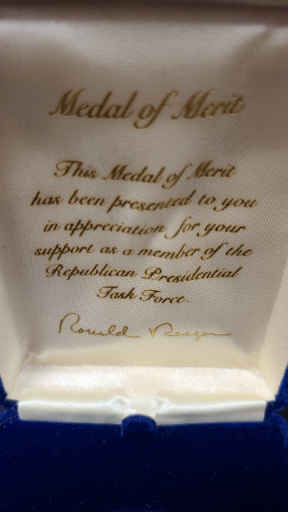 Medal of Merit
This Medal of Merit
has been presented to you
in appreciation for your
support as a member of the
Republican Presidential
Task Force.
Ronald Reagan